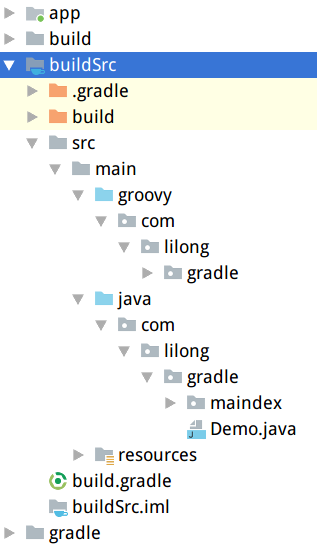 app
build
buildSrc
.gradle
build
src
main
groovy
com
lilong
gradle
java
com
lilong
gradle
maindex
Demo.java
resources
build.gradle
buildSrc.iml
gradle